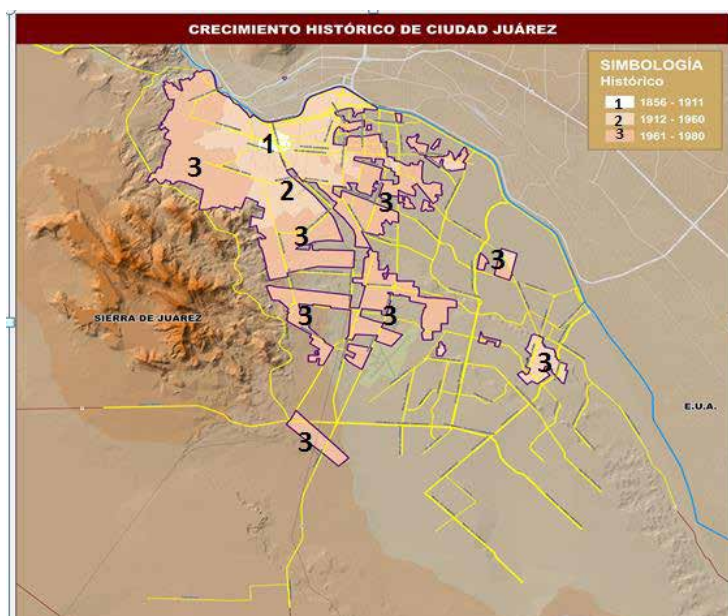 CRECIMIENTO HISTÓRICO DE CIUDAD JUÁREZ
SIMBOLOGÍA
Histórico
1 1856 - 1911
2 1912 - 1960
3 1961 - 1980
1
3
2
3
3
3
3
3
SIERRA DE JUÁREZ
3
E.U.A.
3